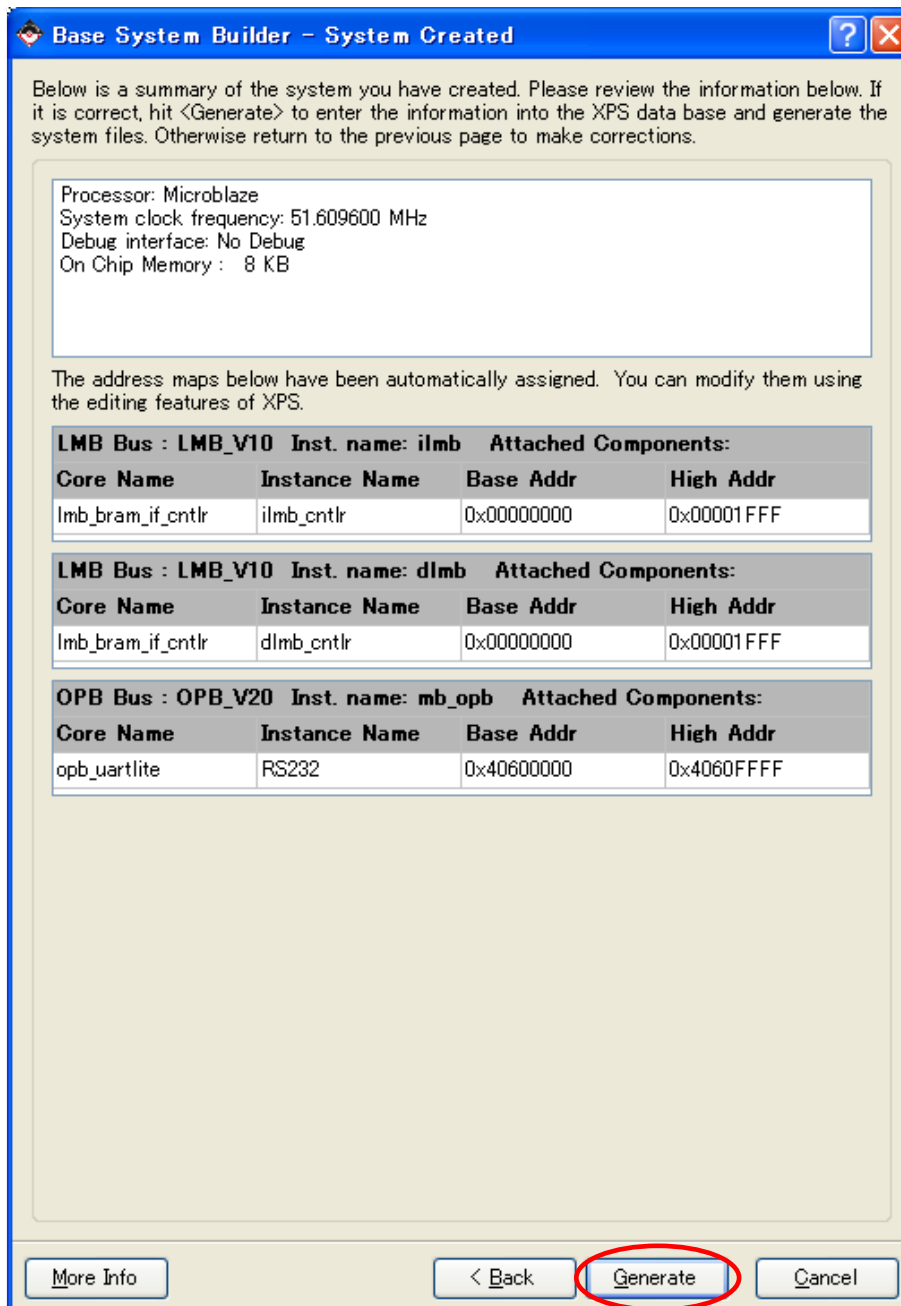 Base System Builder - System Created
Below is a summary of the system you have created. Please review the information below. If
it is correct, hit <Generate> to enter the information into the XPS data base and generate the
system files. Otherwise return to the previous page to make corrections.
Processor: Microblaze
System clock frequency: 51.609600 MHz
Debug interface: No Debug
On Chip Memory :   8 KB
The address maps below have been automatically assigned.  You can modify them using
the editing features of XPS.
LMB Bus : LMB_V10  Inst. name: ilmb    Attached Components:
Core Name Instance Name Base Addr High Addr
lmb_bram_if_cntlr ilmb_cntlr 0x00000000 0x00001FFF
LMB Bus : LMB_V10  Inst. name: dlmb    Attached Components:
Core Name Instance Name Base Addr High Addr
lmb_bram_if_cntlr dlmb_cntlr 0x00000000 0x00001FFF
OPB Bus : OPB_V20  Inst. name: mb_opb    Attached Components:
Core Name Instance Name Base Addr High Addr
opb_uartlite RS232 0x40600000 0x4060FFFF
More Info < Back Generate Cancel